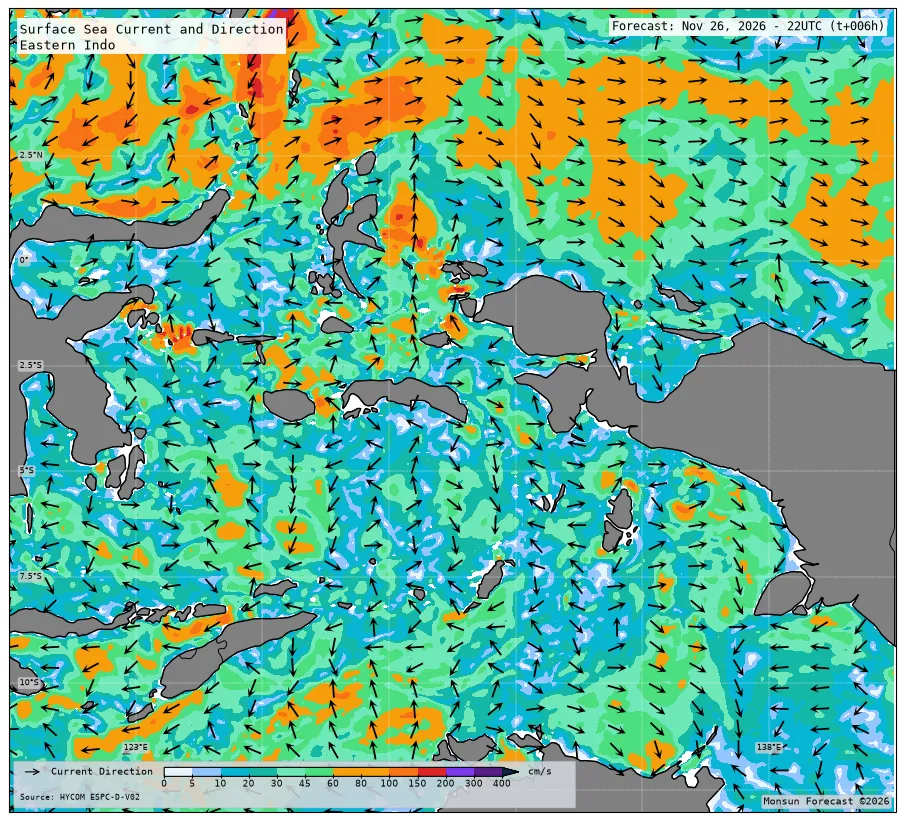 Surface Sea Current and Direction
Eastern Indo
Forecast: Nov 26, 2026 - 22UTC (t+006h)
2.5°N
0°
2.5°S
5°S
7.5°S
10°S
123°E
138°E
Current Direction
0 5 10 20 30 45 60 80 100 150 200 300 400
cm/s
Source: HYCOM ESPC-D-V02
Monsun Forecast ©2026